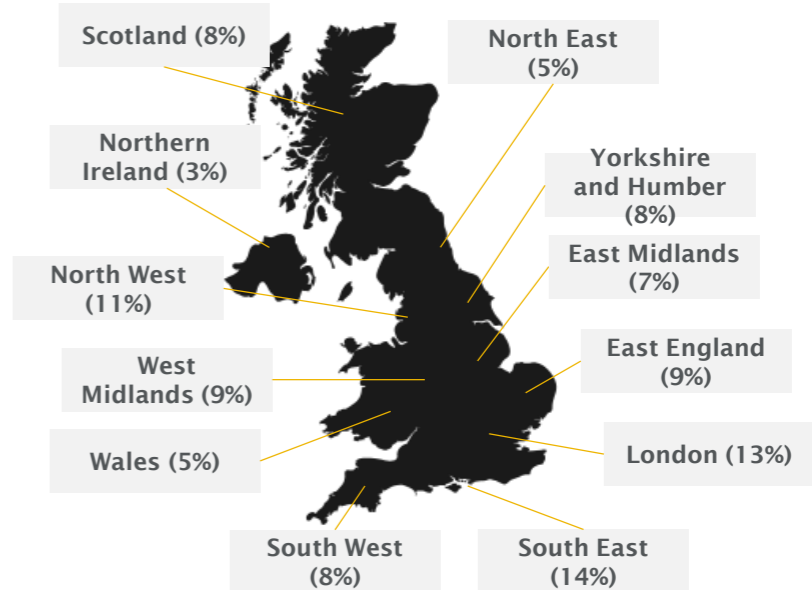 Scotland (8%)
North East
(5%)
Northern
Ireland (3%)
Yorkshire
and Humber
(8%)
North West
(11%)
East Midlands
(7%)
West
Midlands (9%)
East England
(9%)
Wales (5%)
London (13%)
South West
(8%)
South East
(14%)